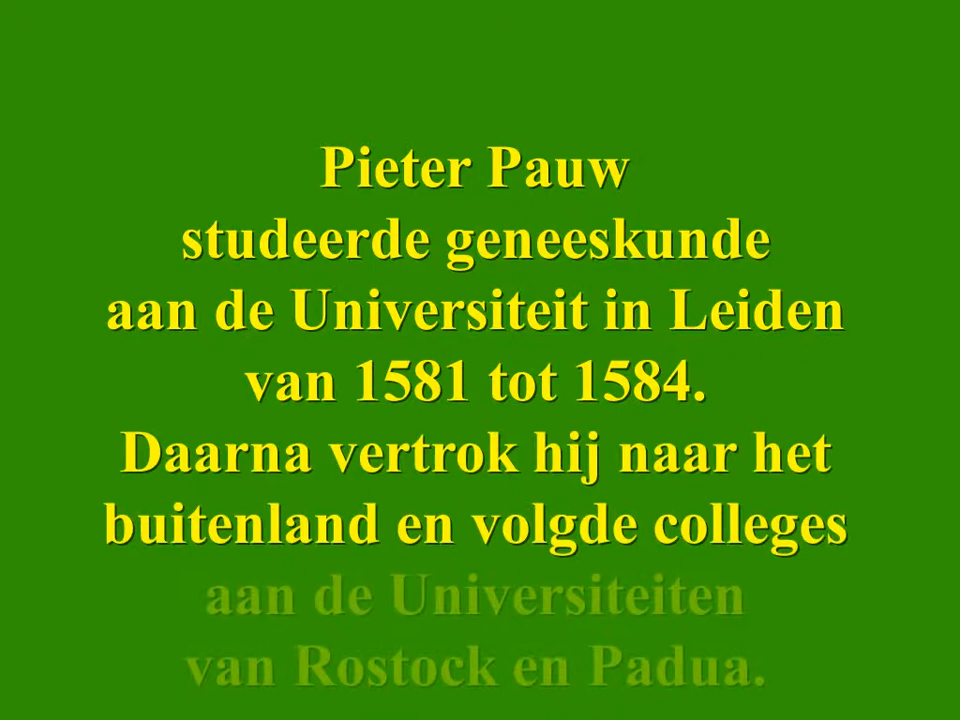 Pieter Pauw
studeerde geneeskunde
aan de Universiteit in Leiden
van 1581 tot 1584.
Daarna vertrok hij naar het
buitenland en volgde colleges
aan de Universiteiten
van Rostock en Padua.